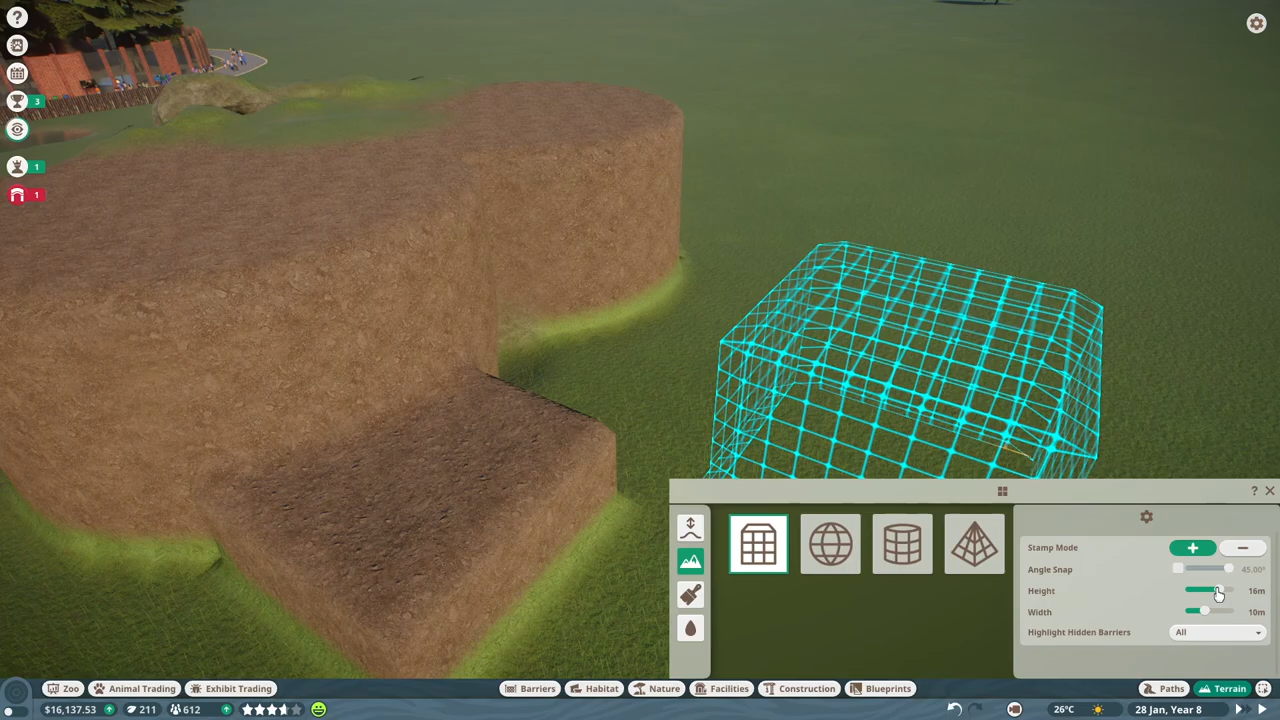 ?
3
1
1
? ×
Stamp Mode + −
Angle Snap 45.00°
Height 16m
Width 10m
Highlight Hidden Barriers All
Zoo Animal Trading Exhibit Trading Barriers Habitat Nature Facilities Construction Blueprints Paths Terrain
$16,137.53 211 612 26°C 28 Jan, Year 8